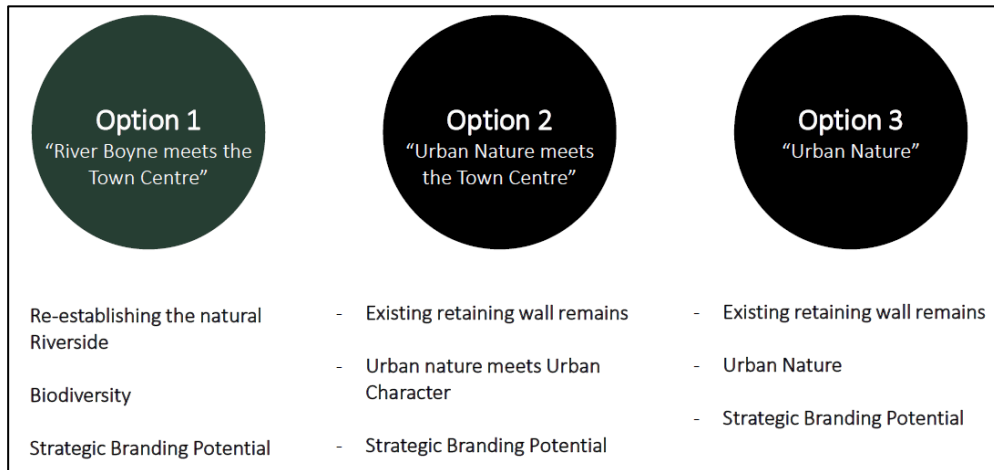 Option 1
“River Boyne meets the
Town Centre”
Re-establishing the natural
Riverside
Biodiversity
Strategic Branding Potential
Option 2
“Urban Nature meets
the Town Centre”
- Existing retaining wall remains
- Urban nature meets Urban
Character
- Strategic Branding Potential
Option 3
“Urban Nature”
- Existing retaining wall remains
- Urban Nature
- Strategic Branding Potential